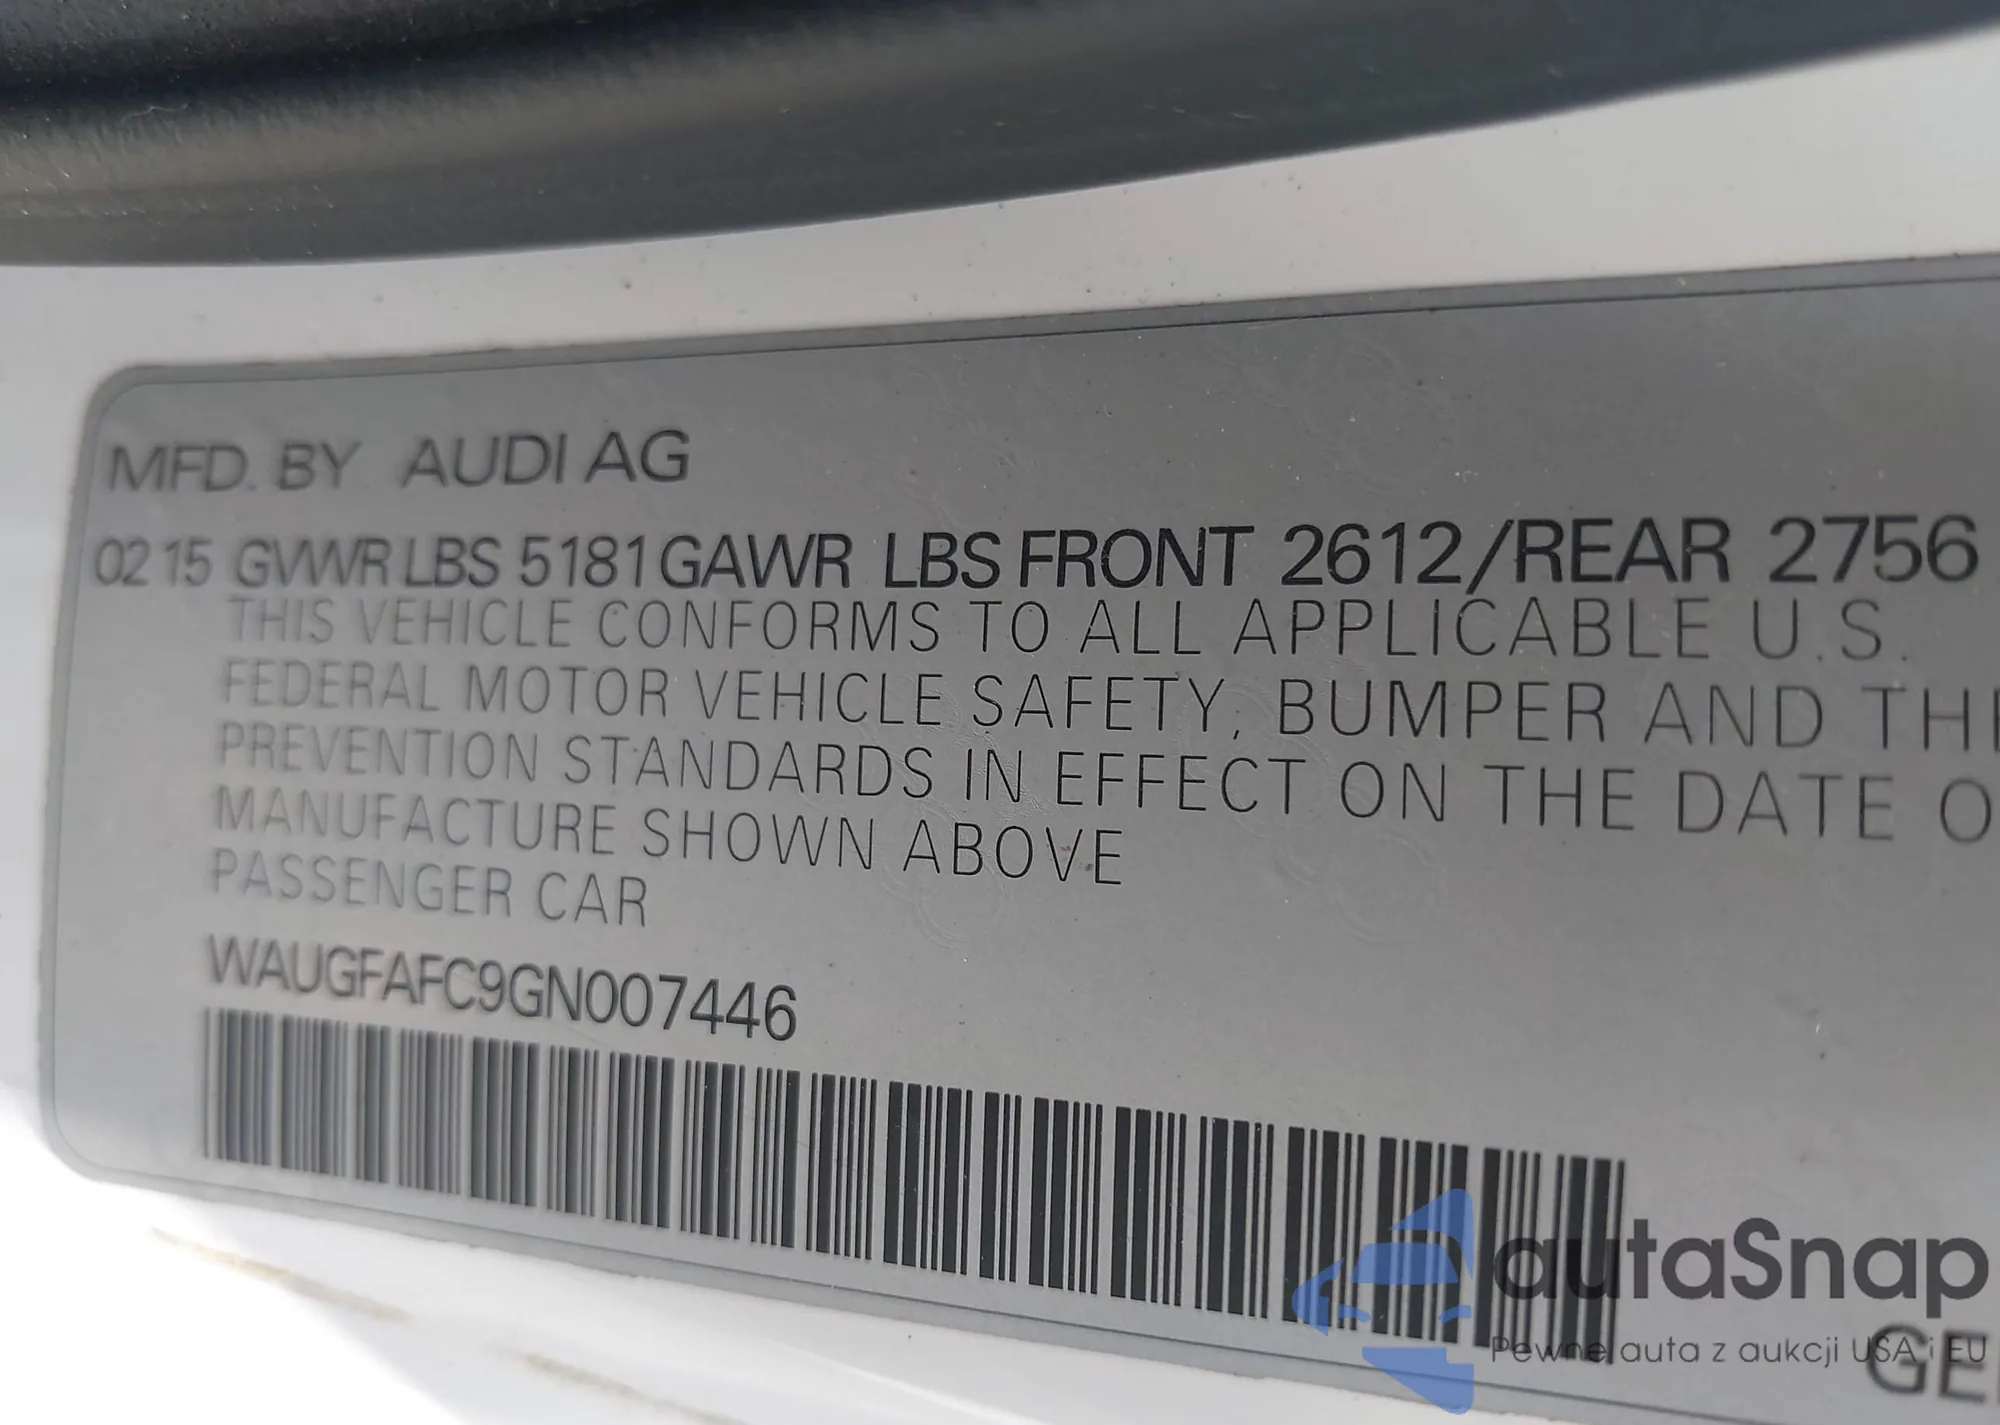 MFD. BY AUDI AG
02 15 GVWR LBS 5181 GAWR LBS FRONT 2612/REAR 2756
THIS VEHICLE CONFORMS TO ALL APPLICABLE U.S.
FEDERAL MOTOR VEHICLE SAFETY, BUMPER AND THE
PREVENTION STANDARDS IN EFFECT ON THE DATE O
MANUFACTURE SHOWN ABOVE
PASSENGER CAR
WAUGFAFC9GN007446
autaSnap
Pewne auta z aukcji USA i EU
GE